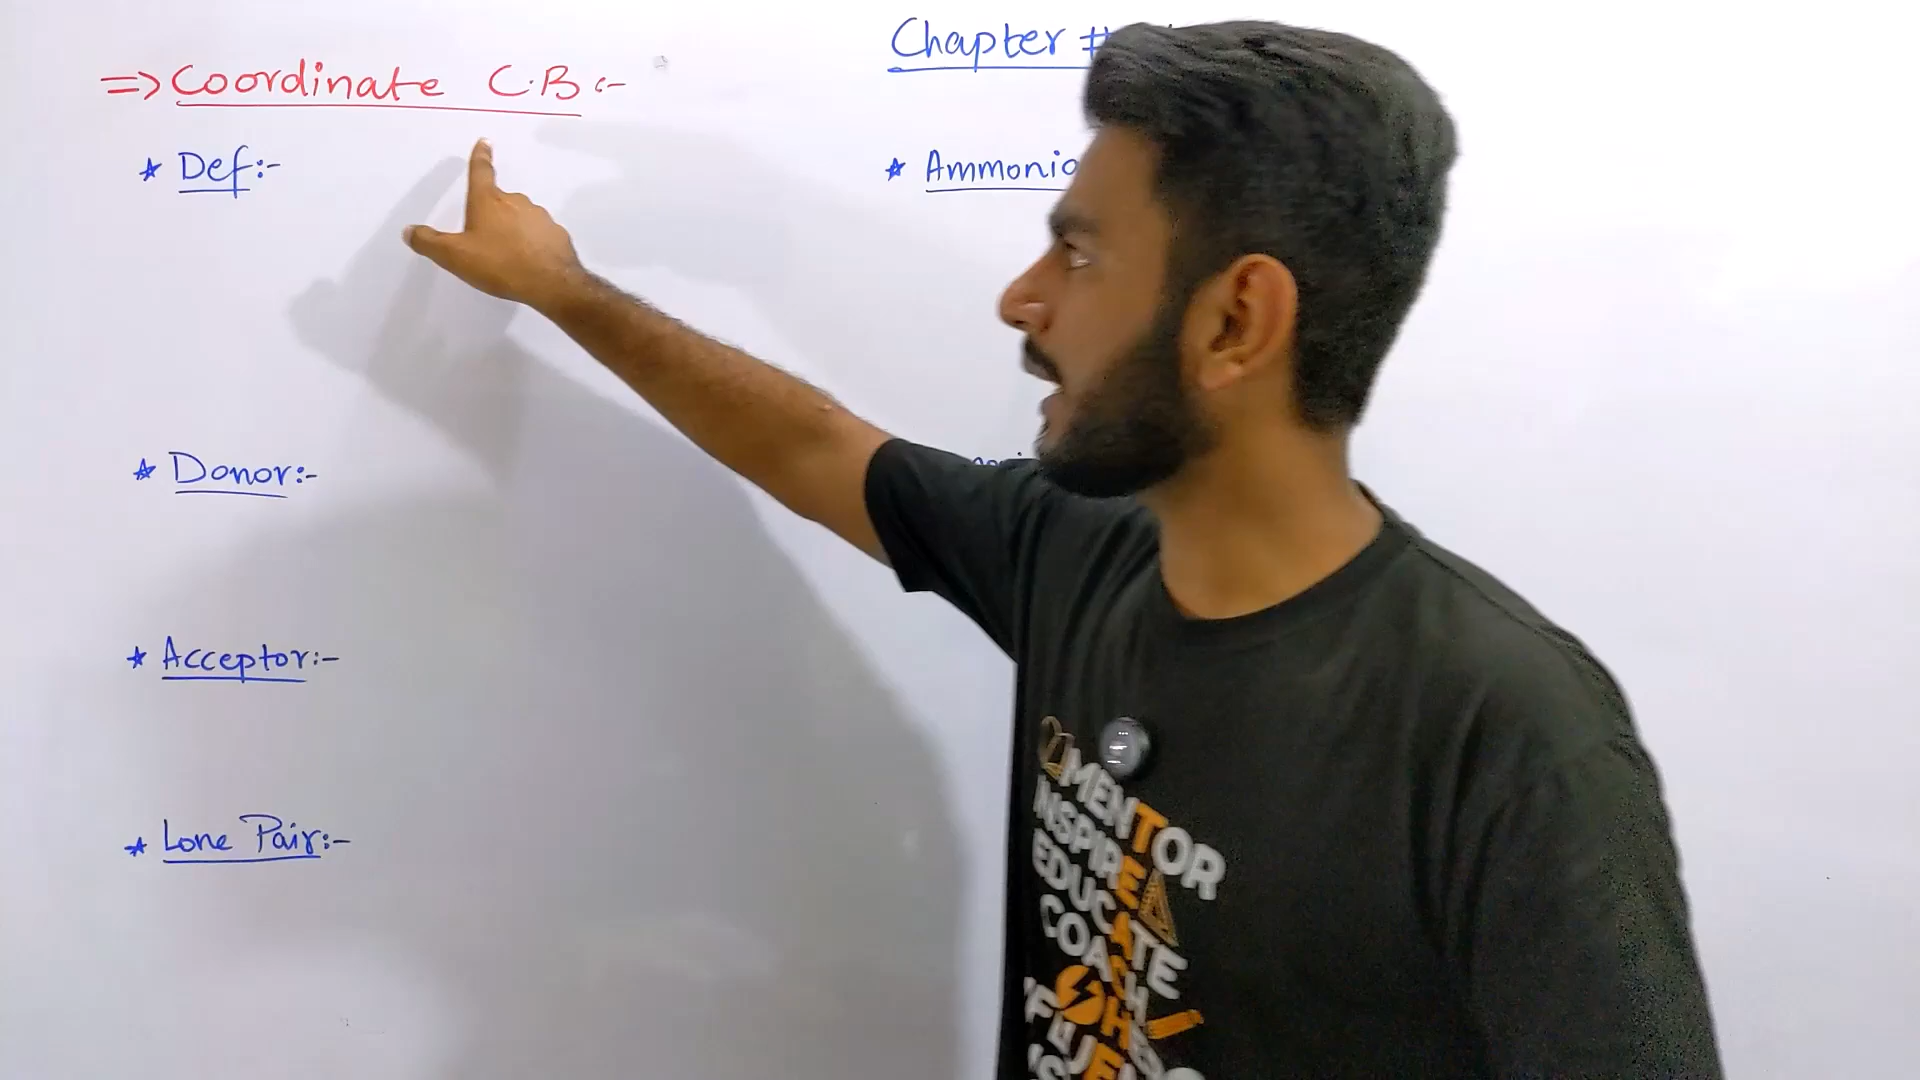 => Coordinate C.B :-
* Def:-
* Donor:-
* Acceptor:-
* Lone Pair:-
Chapter #
* Ammonia
MENTOR
INSPIRE
EDUCATE
COACH